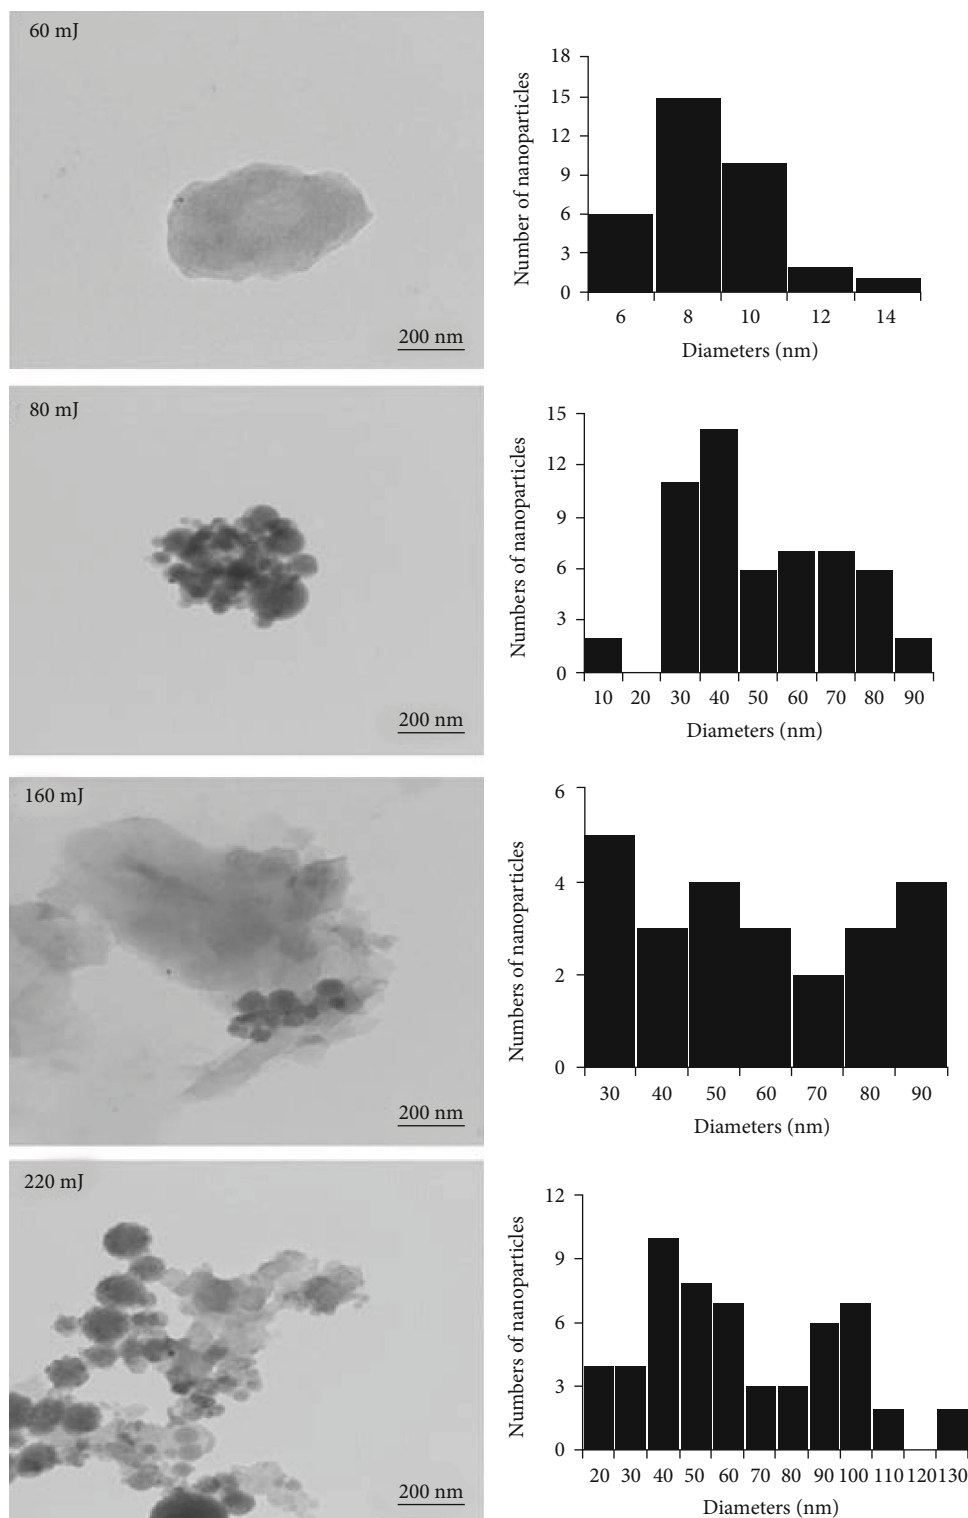 60 mJ
200 nm
Number of nanoparticles
18
15
12
9
6
3
0
6 8 10 12 14
Diameters (nm)
80 mJ
200 nm
Numbers of nanoparticles
15
12
9
6
3
0
10 20 30 40 50 60 70 80 90
Diameters (nm)
160 mJ
200 nm
Numbers of nanoparticles
6
4
2
0
30 40 50 60 70 80 90
Diameters (nm)
220 mJ
200 nm
Numbers of nanoparticles
12
9
6
3
0
20 30 40 50 60 70 80 90 100 110 120 130
Diameters (nm)